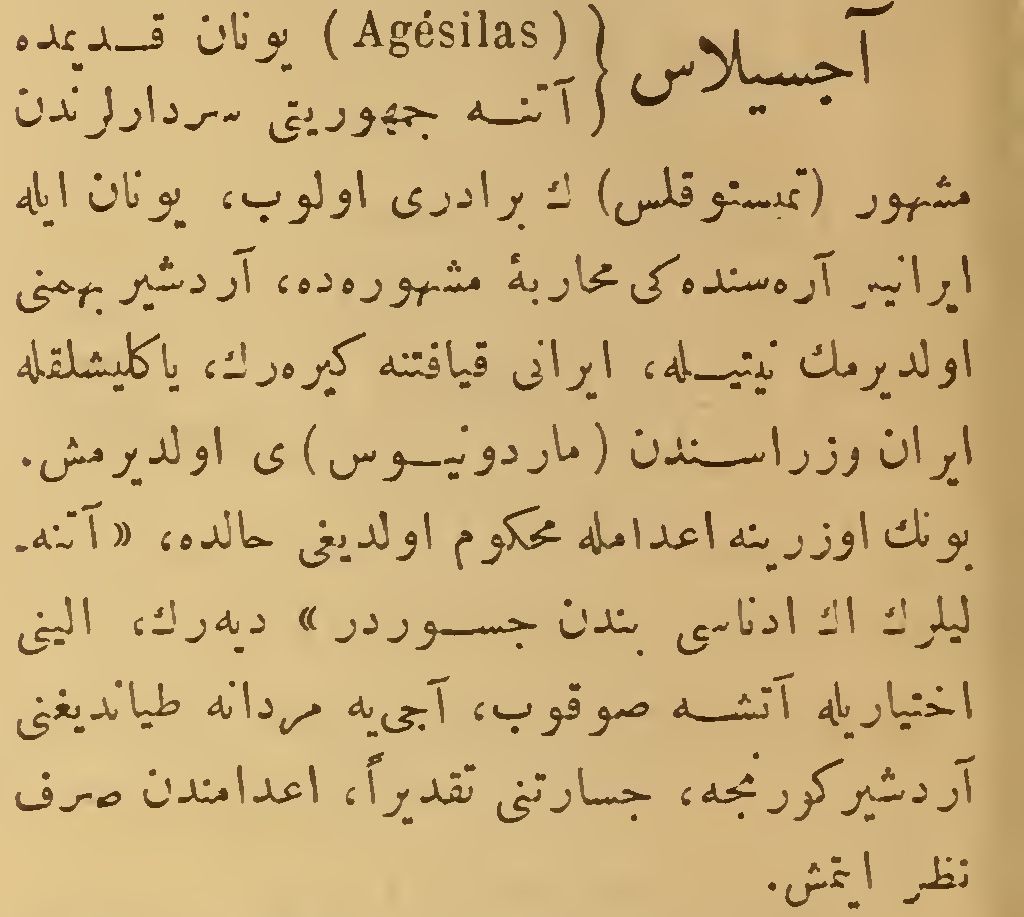 آجسیلاس { (Agésilas) یونان قدیمده
آتنه جمهوریتی سردارلرندن
مشهور (تمیستوقلس) ك برادری اولوب، یونان ایله
ایرانیلر آره‌سنده‌کی محاربهٔ مشهوره‌ده، آردشیر بهمنی
اولدیرمك نیتیله، ایرانی قیافتنه کیره‌رك، یاکلیشلقله
ایران وزراسندن (ماردونیوس) ی اولدیرمش.
بونك اوزرینه اعدامله محکوم اولدیغی حالده، «آتنه‌ـ
لیلرك اك ادناسی بندن جسوردر» دیه‌رك، الینی
اختیاریله آتشه صوقوب، آجی‌یه مردانه طیاندیغنی
آردشیر کورنجه، جسارتنی تقدیراً، اعدامندن صرف
نظر ایتمش.